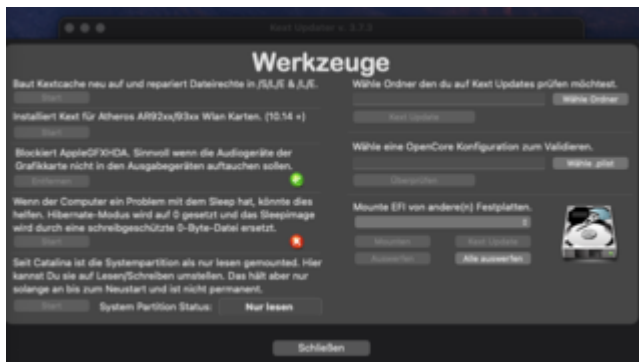 Kext Updater v. 3.7.3
Werkzeuge
Baut Kextcache neu auf und repariert Dateirechte in /S/L/E & /L/E.
Start
Installiert Kext für Atheros AR92xx/93xx Wlan Karten. (10.14 +)
Start
Blockiert AppleGFXHDA. Sinnvoll wenn die Audiogeräte der
Grafikkarte nicht in den Ausgabegeräten auftauchen sollen.
Entfernen
Wenn der Computer ein Problem mit dem Sleep hat, könnte dies
helfen. Hibernate-Modus wird auf 0 gesetzt und das Sleepimage
wird durch eine schreibgeschützte 0-Byte-Datei ersetzt.
Start
Seit Catalina ist die Systempartition als nur lesen gemounted. Hier
kannst Du sie auf Lesen/Schreiben umstellen. Das hält aber nur
solange an bis zum Neustart und ist nicht permanent.
Start System Partition Status: Nur lesen
Wähle Ordner den du auf Kext Updates prüfen möchtest.
Wähle Ordner
Kext Update
Wähle eine OpenCore Konfiguration zum Validieren.
Wähle .plist
Überprüfen
Mounte EFI von andere(n) Festplatten.
Mounten Kext Update
Auswerfen Alle auswerfen
Schließen